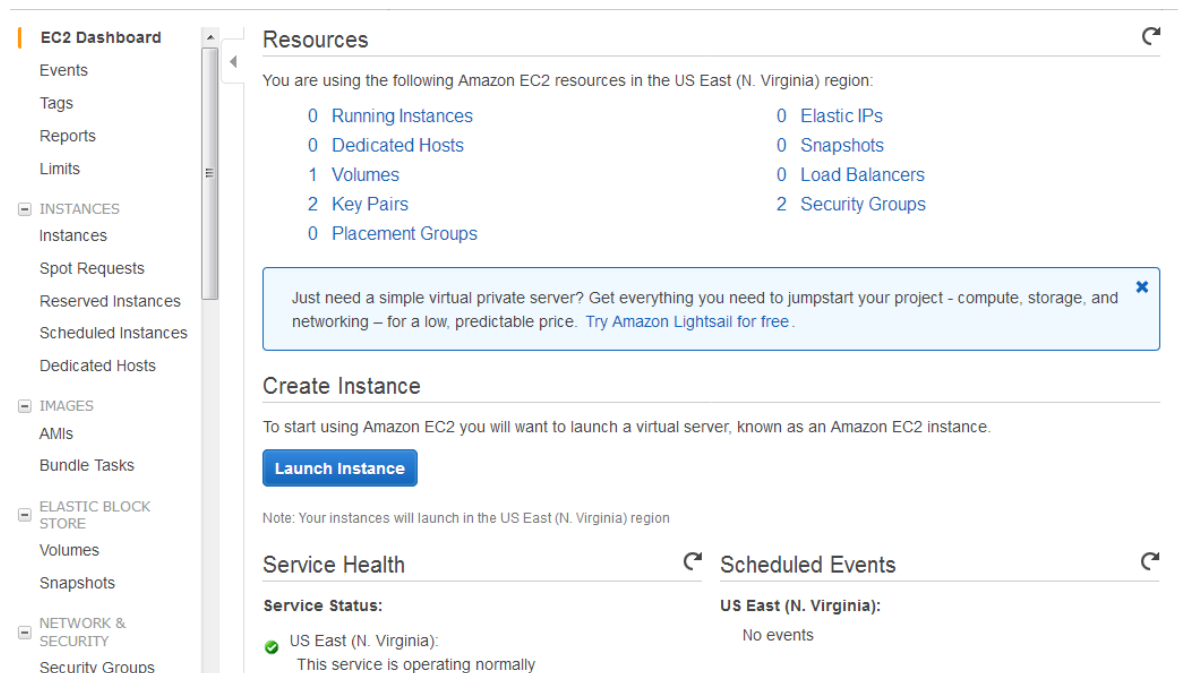 EC2 Dashboard
Events
Tags
Reports
Limits
INSTANCES
Instances
Spot Requests
Reserved Instances
Scheduled Instances
Dedicated Hosts
IMAGES
AMIs
Bundle Tasks
ELASTIC BLOCK
STORE
Volumes
Snapshots
NETWORK &
SECURITY
Security Groups
Resources
You are using the following Amazon EC2 resources in the US East (N. Virginia) region:
0 Running Instances
0 Dedicated Hosts
1 Volumes
2 Key Pairs
0 Placement Groups
0 Elastic IPs
0 Snapshots
0 Load Balancers
2 Security Groups
Just need a simple virtual private server? Get everything you need to jumpstart your project - compute, storage, and
networking – for a low, predictable price. Try Amazon Lightsail for free.
Create Instance
To start using Amazon EC2 you will want to launch a virtual server, known as an Amazon EC2 instance.
Launch Instance
Note: Your instances will launch in the US East (N. Virginia) region
Service Health
Service Status:
US East (N. Virginia):
This service is operating normally
Scheduled Events
US East (N. Virginia):
No events